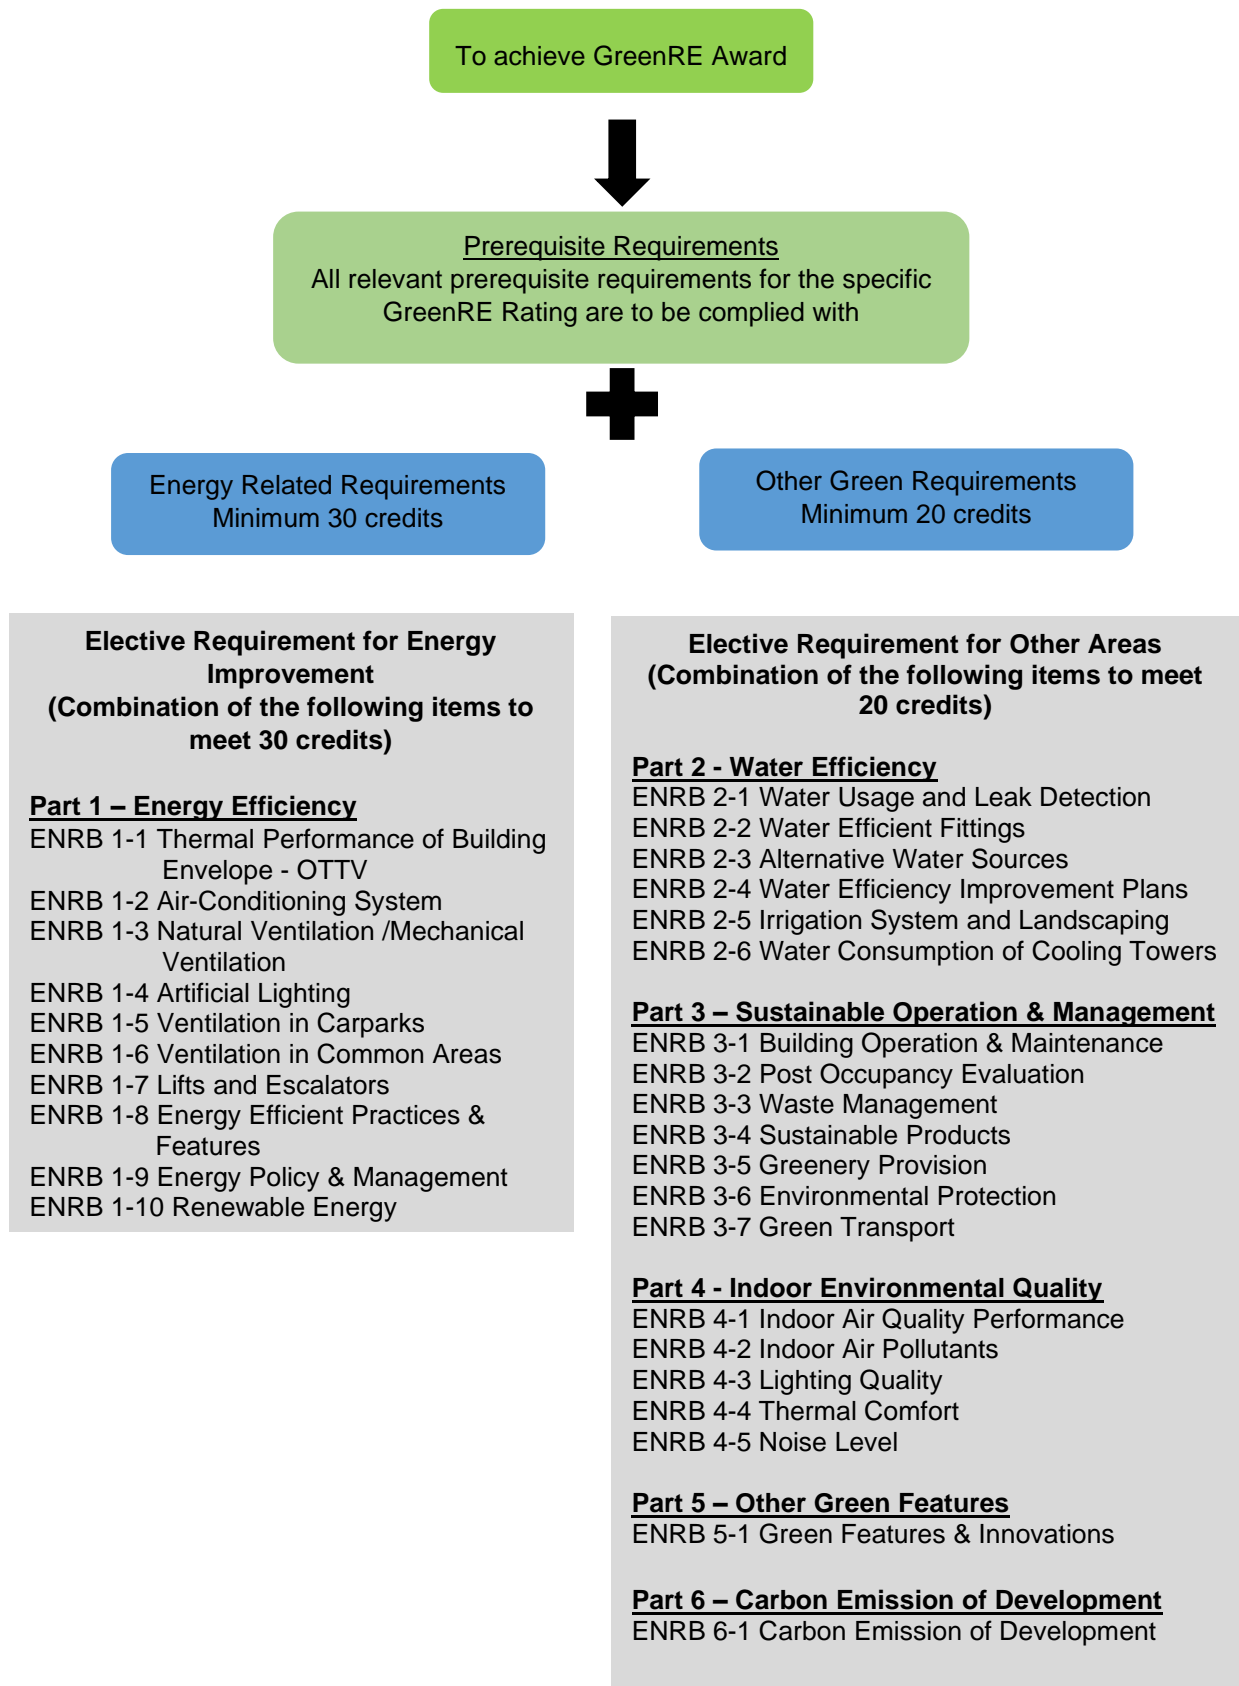 To achieve GreenRE Award
Prerequisite Requirements
All relevant prerequisite requirements for the specific
GreenRE Rating are to be complied with
Energy Related Requirements
Minimum 30 credits
Other Green Requirements
Minimum 20 credits
Elective Requirement for Energy
Improvement
(Combination of the following items to
meet 30 credits)
Part 1 – Energy Efficiency
ENRB 1-1 Thermal Performance of Building
Envelope - OTTV
ENRB 1-2 Air-Conditioning System
ENRB 1-3 Natural Ventilation /Mechanical
Ventilation
ENRB 1-4 Artificial Lighting
ENRB 1-5 Ventilation in Carparks
ENRB 1-6 Ventilation in Common Areas
ENRB 1-7 Lifts and Escalators
ENRB 1-8 Energy Efficient Practices &
Features
ENRB 1-9 Energy Policy & Management
ENRB 1-10 Renewable Energy
Elective Requirement for Other Areas
(Combination of the following items to meet
20 credits)
Part 2 - Water Efficiency
ENRB 2-1 Water Usage and Leak Detection
ENRB 2-2 Water Efficient Fittings
ENRB 2-3 Alternative Water Sources
ENRB 2-4 Water Efficiency Improvement Plans
ENRB 2-5 Irrigation System and Landscaping
ENRB 2-6 Water Consumption of Cooling Towers
Part 3 – Sustainable Operation & Management
ENRB 3-1 Building Operation & Maintenance
ENRB 3-2 Post Occupancy Evaluation
ENRB 3-3 Waste Management
ENRB 3-4 Sustainable Products
ENRB 3-5 Greenery Provision
ENRB 3-6 Environmental Protection
ENRB 3-7 Green Transport
Part 4 - Indoor Environmental Quality
ENRB 4-1 Indoor Air Quality Performance
ENRB 4-2 Indoor Air Pollutants
ENRB 4-3 Lighting Quality
ENRB 4-4 Thermal Comfort
ENRB 4-5 Noise Level
Part 5 – Other Green Features
ENRB 5-1 Green Features & Innovations
Part 6 – Carbon Emission of Development
ENRB 6-1 Carbon Emission of Development